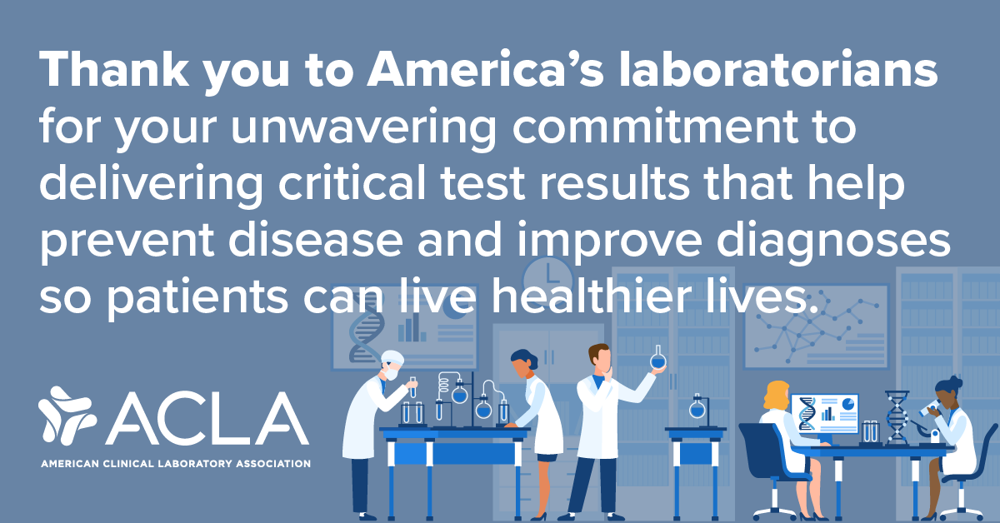 Thank you to America’s laboratorians
for your unwavering commitment to
delivering critical test results that help
prevent disease and improve diagnoses
so patients can live healthier lives.
ACLA
AMERICAN CLINICAL LABORATORY ASSOCIATION